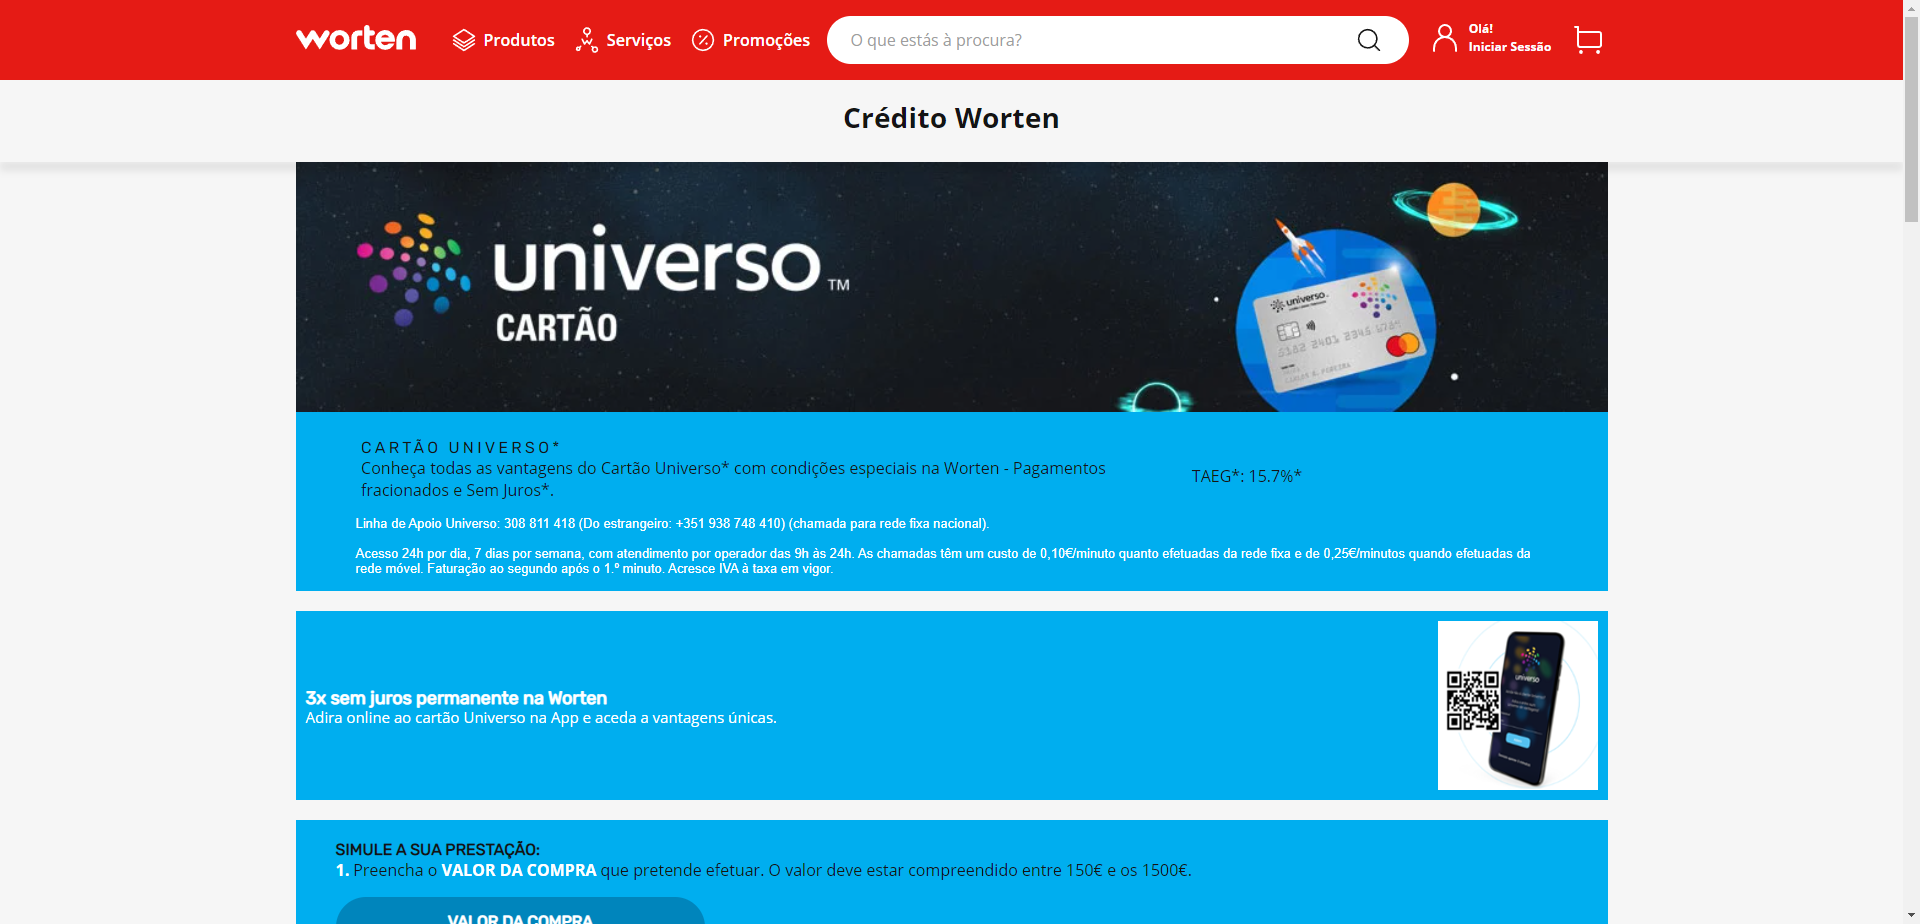 worten
Produtos
Serviços
Promoções
O que estás à procura?
Olá!
Iniciar Sessão
Crédito Worten
universo TM
CARTÃO
universo
CARTÃO UNIVERSO*
Conheça todas as vantagens do Cartão Universo* com condições especiais na Worten - Pagamentos
fracionados e Sem Juros*.
TAEG*: 15.7%*
Linha de Apoio Universo: 308 811 418 (Do estrangeiro: +351 938 748 410) (chamada para rede fixa nacional).
Acesso 24h por dia, 7 dias por semana, com atendimento por operador das 9h às 24h. As chamadas têm um custo de 0,10€/minuto quanto efetuadas da rede fixa e de 0,25€/minutos quando efetuadas da
rede móvel. Faturação ao segundo após o 1.º minuto. Acresce IVA à taxa em vigor.
3x sem juros permanente na Worten
Adira online ao cartão Universo na App e aceda a vantagens únicas.
universo
SIMULE A SUA PRESTAÇÃO:
1. Preencha o VALOR DA COMPRA que pretende efetuar. O valor deve estar compreendido entre 150€ e os 1500€.
VALOR DA COMPRA